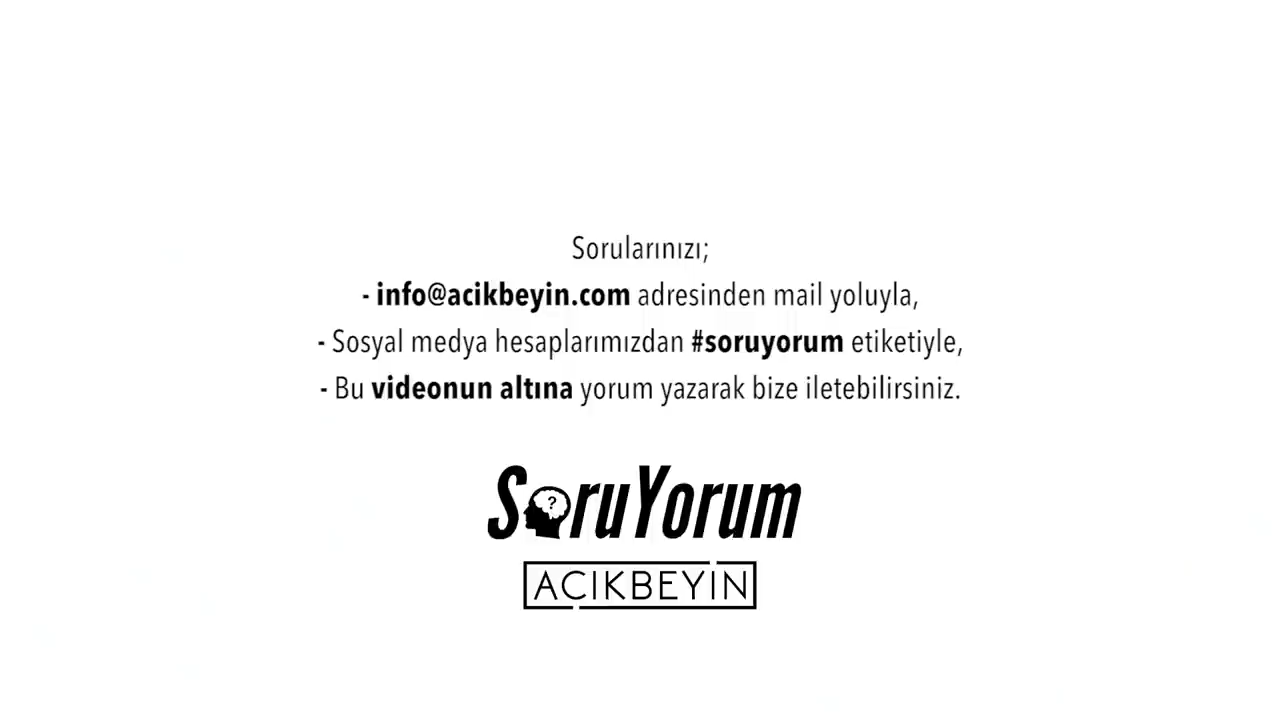 Sorularınızı;
- info@acikbeyin.com adresinden mail yoluyla,
- Sosyal medya hesaplarımızdan #soruyorum etiketiyle,
- Bu videonun altına yorum yazarak bize iletebilirsiniz.
SoruYorum
AÇIKBEYİN